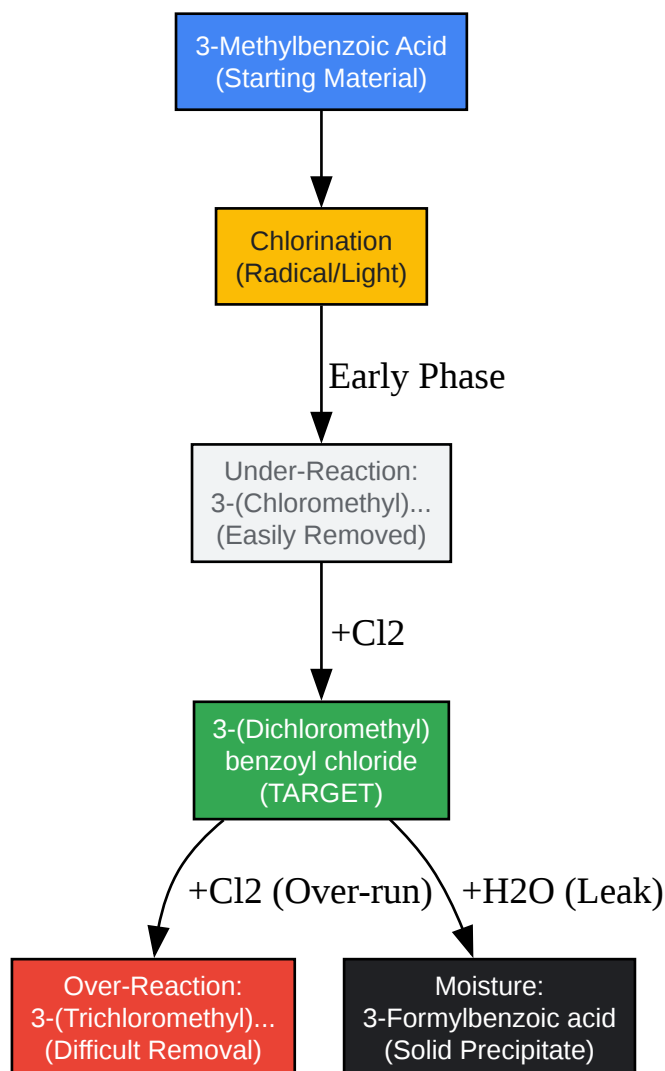 3-Methylbenzoic Acid
(Starting Material)
Chlorination
(Radical/Light)
Early Phase
Under-Reaction:
3-(Chloromethyl)...
(Easily Removed)
+Cl2
3-(Dichloromethyl)
benzoyl chloride
(TARGET)
+Cl2 (Over-run)
+H2O (Leak)
Over-Reaction:
3-(Trichloromethyl)...
(Difficult Removal)
Moisture:
3-Formylbenzoic acid
(Solid Precipitate)